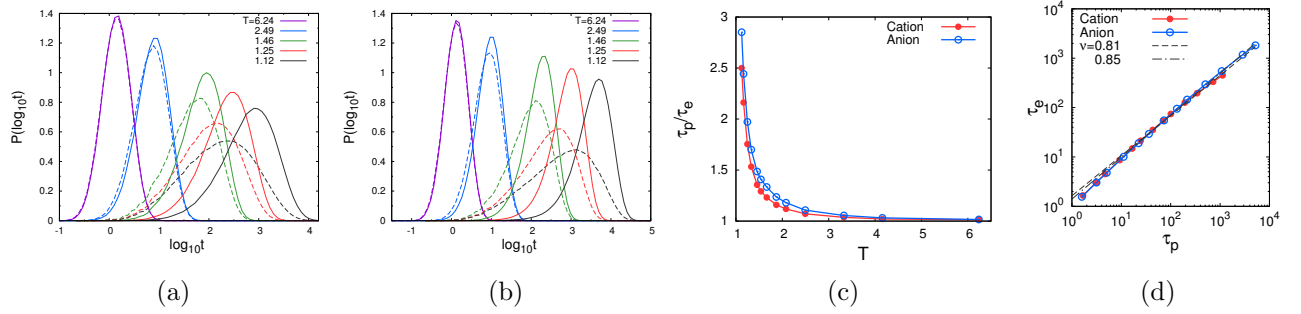 P(log10t)
1.4
1.2
1
0.8
0.6
0.4
0.2
0
T=6.24
2.49
1.46
1.25
1.12
-1 0 1 2 3 4
log10t
(a)
P(log10t)
1.4
1.2
1
0.8
0.6
0.4
0.2
0
T=6.24
2.49
1.46
1.25
1.12
-1 0 1 2 3 4 5
log10t
(b)
τp/τe
3
2.5
2
1.5
1
Cation
Anion
1 2 3 4 5 6
T
(c)
τe
10^4
10^3
10^2
10^1
10^0
Cation
Anion
ν=0.81
0.85
10^0 10^1 10^2 10^3 10^4
τp
(d)